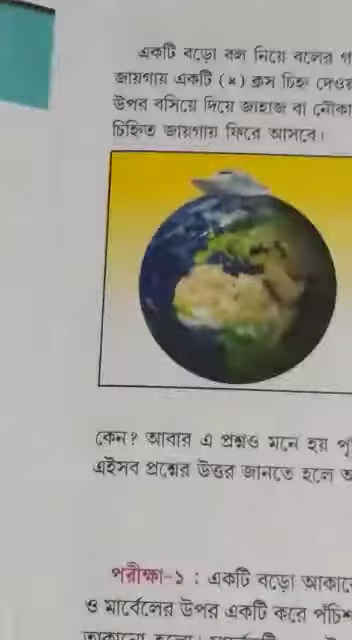 একটি বড়ো বল নিয়ে বলের গ
জায়গায় একটি (×) ক্রস চিহ্ন দেওয়
উপর বসিয়ে দিয়ে জাহাজ বা নৌকা
চিহ্নিত জায়গায় ফিরে আসবে।
কেন? আবার এ প্রশ্নও মনে হয় পৃ
এইসব প্রশ্নের উত্তর জানতে হলে
পরীক্ষা-১ : একটি বড়ো আকারে
ও মার্বেলের উপর একটি করে পঁচিশ